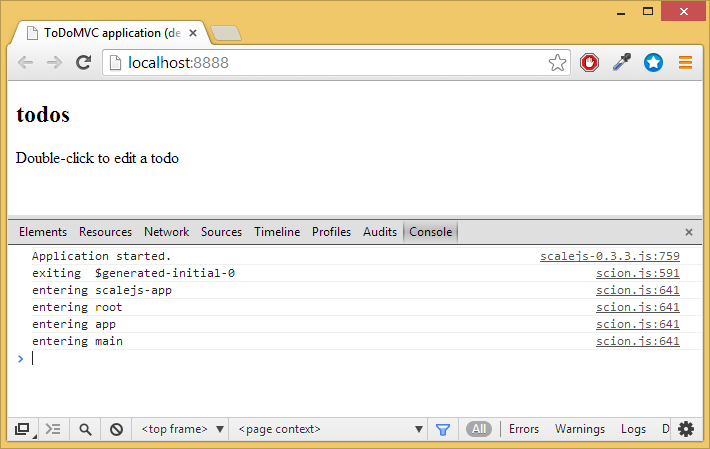 ToDoMVC application (de
localhost:8888
todos
Double-click to edit a todo
Elements Resources Network Sources Timeline Profiles Audits Console
Application started. scalejs-0.3.3.js:759
exiting  $generated-initial-0 scion.js:591
entering scalejs-app scion.js:641
entering root scion.js:641
entering app scion.js:641
entering main scion.js:641
<top frame> <page context> All Errors Warnings Logs D